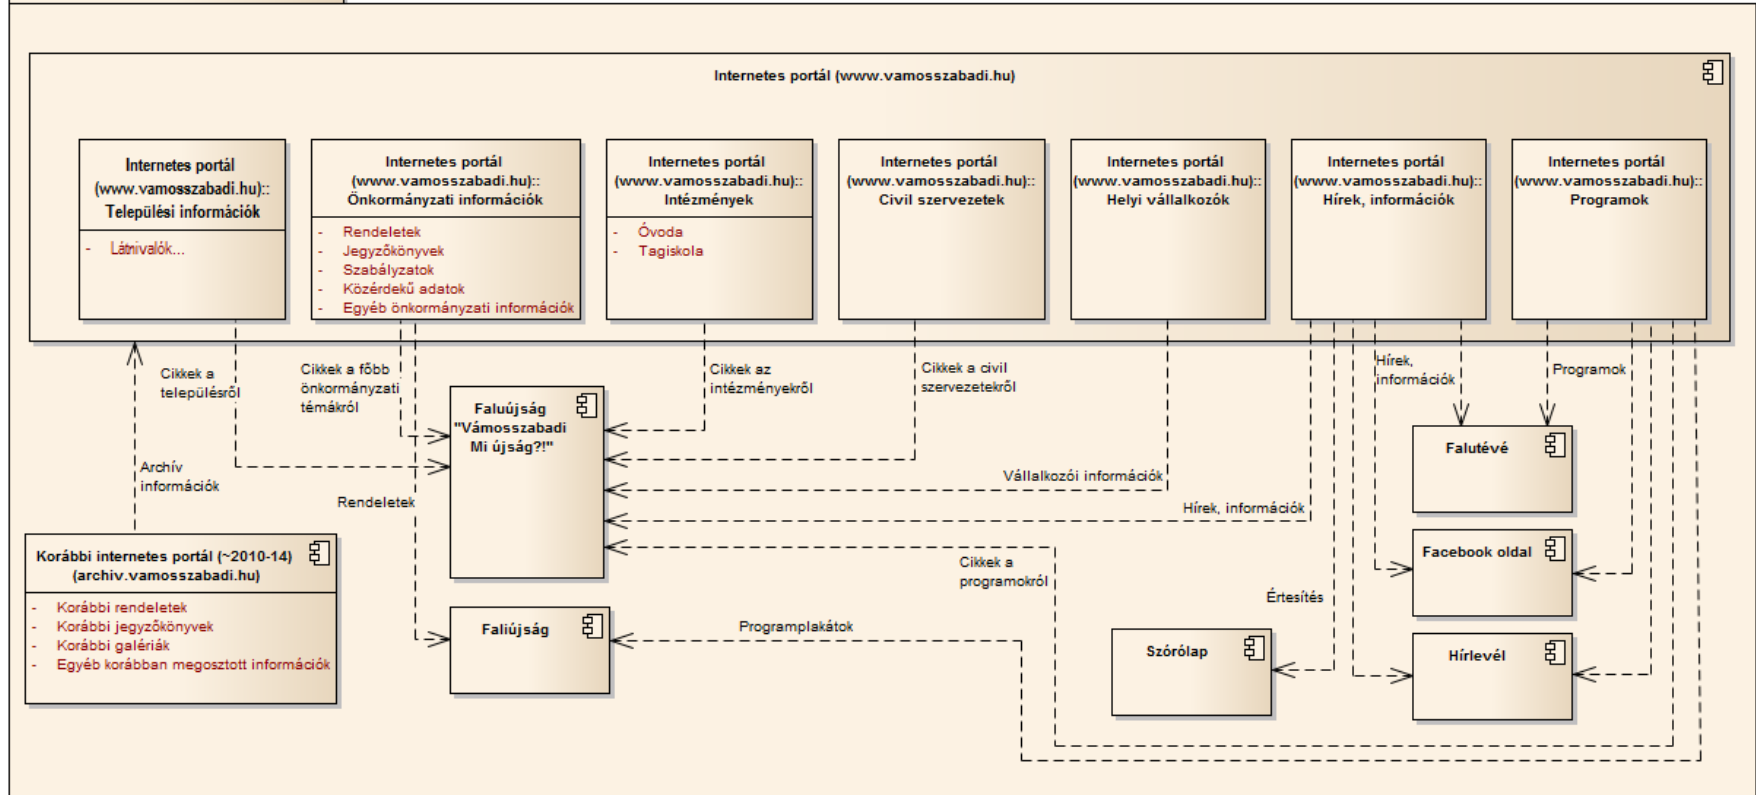 Internetes portál (www.vamosszabadi.hu)
Internetes portál
(www.vamosszabadi.hu)::
Települési információk
- Látnivalók...
Internetes portál
(www.vamosszabadi.hu)::
Önkormányzati információk
- Rendeletek
- Jegyzőkönyvek
- Szabályzatok
- Közérdekű adatok
- Egyéb önkormányzati információk
Internetes portál
(www.vamosszabadi.hu)::
Intézmények
- Óvoda
- Tagiskola
Internetes portál
(www.vamosszabadi.hu)::
Civil szervezetek
Internetes portál
(www.vamosszabadi.hu)::
Helyi vállalkozók
Internetes portál
(www.vamosszabadi.hu)::
Hírek, információk
Internetes portál
(www.vamosszabadi.hu)::
Programok
Cikkek a
településről
Cikkek a főbb
önkormányzati
témákról
Cikkek az
intézményekről
Cikkek a civil
szervezetekről
Hírek,
információk
Programok
Faluújság
"Vámosszabadi
Mi újság?!"
Falutévé
Archív
információk
Rendeletek
Vállalkozói információk
Hírek, információk
Korábbi internetes portál (~2010-14)
(archiv.vamosszabadi.hu)
- Korábbi rendeletek
- Korábbi jegyzőkönyvek
- Korábbi galériák
- Egyéb korábban megosztott információk
Cikkek a
programokról
Facebook oldal
Értesítés
Faliújság
Programplakátok
Szórólap
Hírlevél